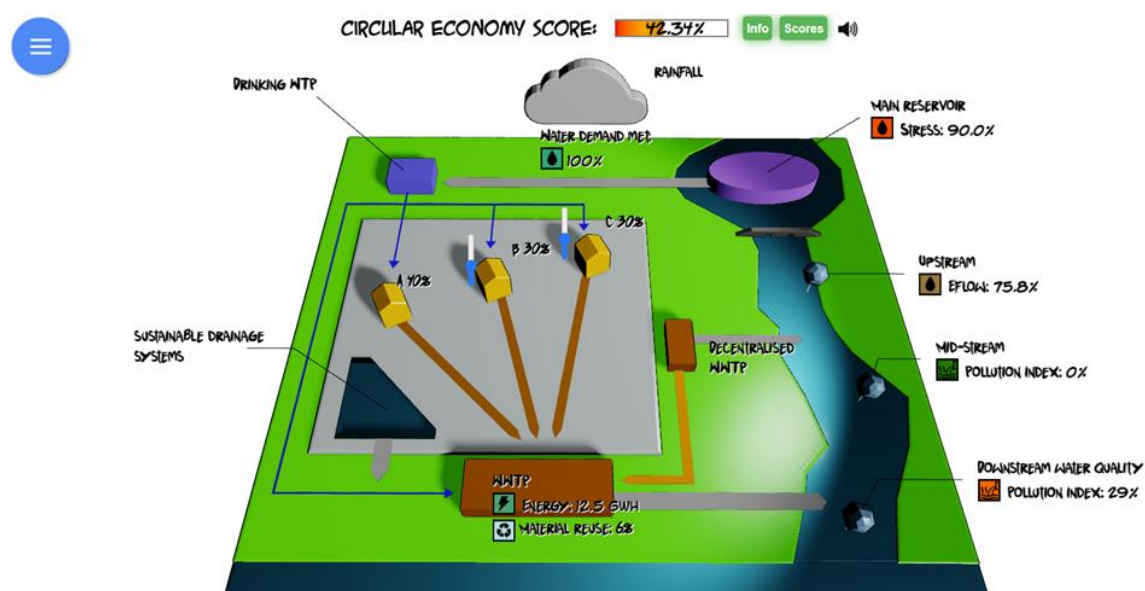 CIRCULAR ECONOMY SCORE: 42.34% Info Scores
RAINFALL
DRINKING WTP
MAIN RESERVOIR
STRESS: 90.0%
WATER DEMAND MET:
100%
C 30%
B 30%
A 40%
UPSTREAM
EFLOW: 75.8%
SUSTAINABLE DRAINAGE
SYSTEMS
DECENTRALISED
WWTP
MID-STREAM
POLLUTION INDEX: 0%
DOWNSTREAM WATER QUALITY
POLLUTION INDEX: 29%
WWTP
ENERGY: 12.5 GWH
MATERIAL REUSE: 6%